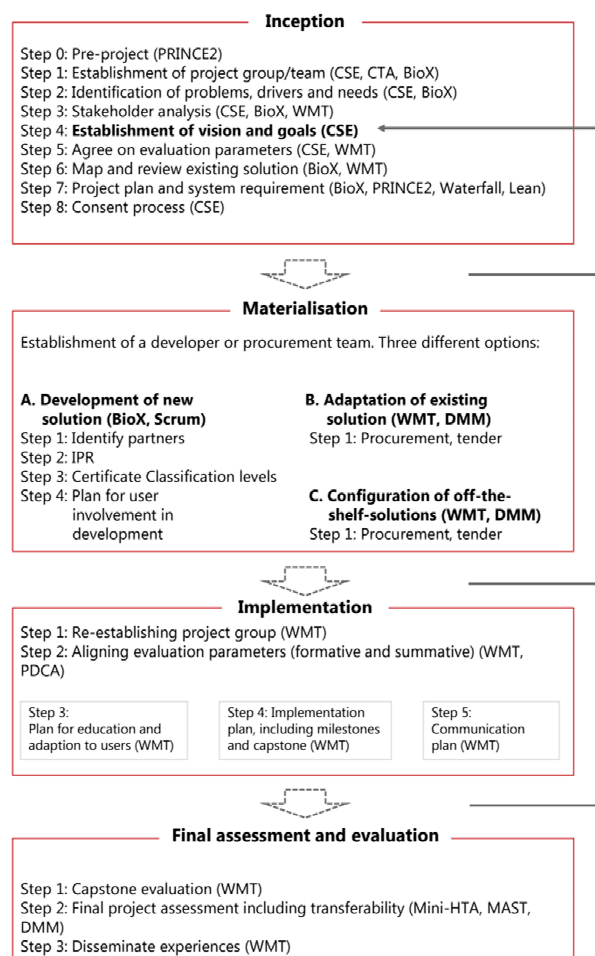 Inception
Step 0: Pre-project (PRINCE2)
Step 1: Establishment of project group/team (CSE, CTA, BioX)
Step 2: Identification of problems, drivers and needs (CSE, BioX)
Step 3: Stakeholder analysis (CSE, BioX, WMT)
Step 4: Establishment of vision and goals (CSE)
Step 5: Agree on evaluation parameters (CSE, WMT)
Step 6: Map and review existing solution (BioX, WMT)
Step 7: Project plan and system requirement (BioX, PRINCE2, Waterfall, Lean)
Step 8: Consent process (CSE)
Materialisation
Establishment of a developer or procurement team. Three different options:
A. Development of new
solution (BioX, Scrum)
Step 1: Identify partners
Step 2: IPR
Step 3: Certificate Classification levels
Step 4: Plan for user
involvement in
development
B. Adaptation of existing
solution (WMT, DMM)
Step 1: Procurement, tender
C. Configuration of off-the-
shelf-solutions (WMT, DMM)
Step 1: Procurement, tender
Implementation
Step 1: Re-establishing project group (WMT)
Step 2: Aligning evaluation parameters (formative and summative) (WMT,
PDCA)
Step 3:
Plan for education and
adaption to users (WMT)
Step 4: Implementation
plan, including milestones
and capstone (WMT)
Step 5:
Communication
plan (WMT)
Final assessment and evaluation
Step 1: Capstone evaluation (WMT)
Step 2: Final project assessment including transferability (Mini-HTA, MAST,
DMM)
Step 3: Disseminate experiences (WMT)